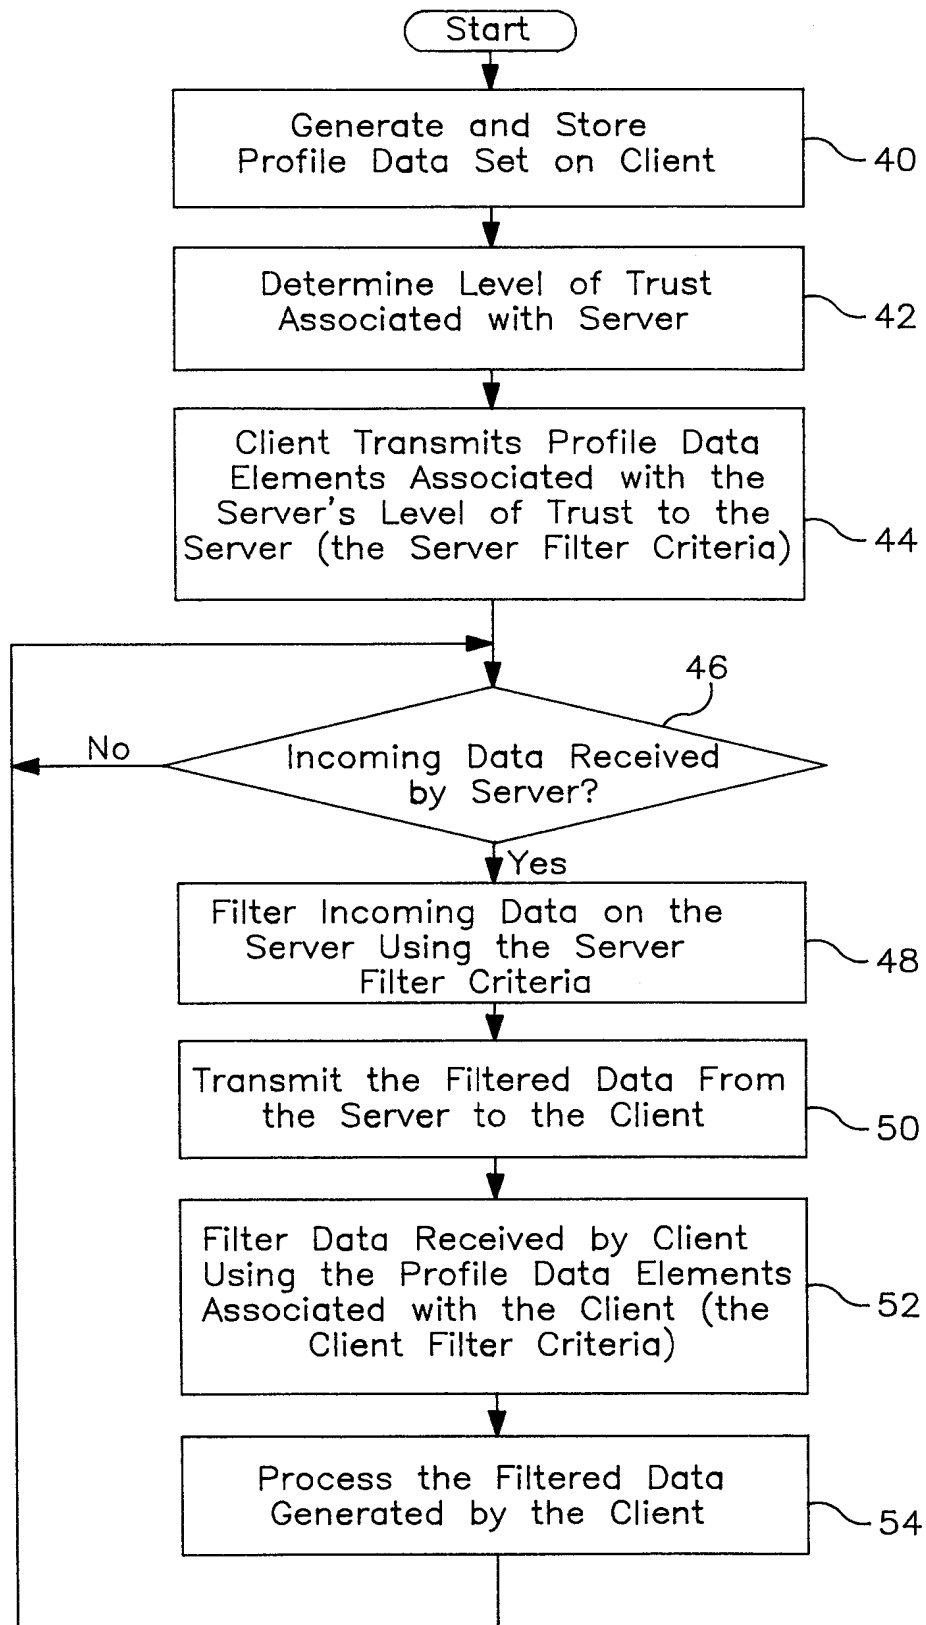 Start
Generate and Store
Profile Data Set on Client
40
Determine Level of Trust
Associated with Server
42
Client Transmits Profile Data
Elements Associated with the
Server's Level of Trust to the
Server (the Server Filter Criteria)
44
46
No
Incoming Data Received
by Server?
Yes
Filter Incoming Data on the
Server Using the Server
Filter Criteria
48
Transmit the Filtered Data From
the Server to the Client
50
Filter Data Received by Client
Using the Profile Data Elements
Associated with the Client (the
Client Filter Criteria)
52
Process the Filtered Data
Generated by the Client
54